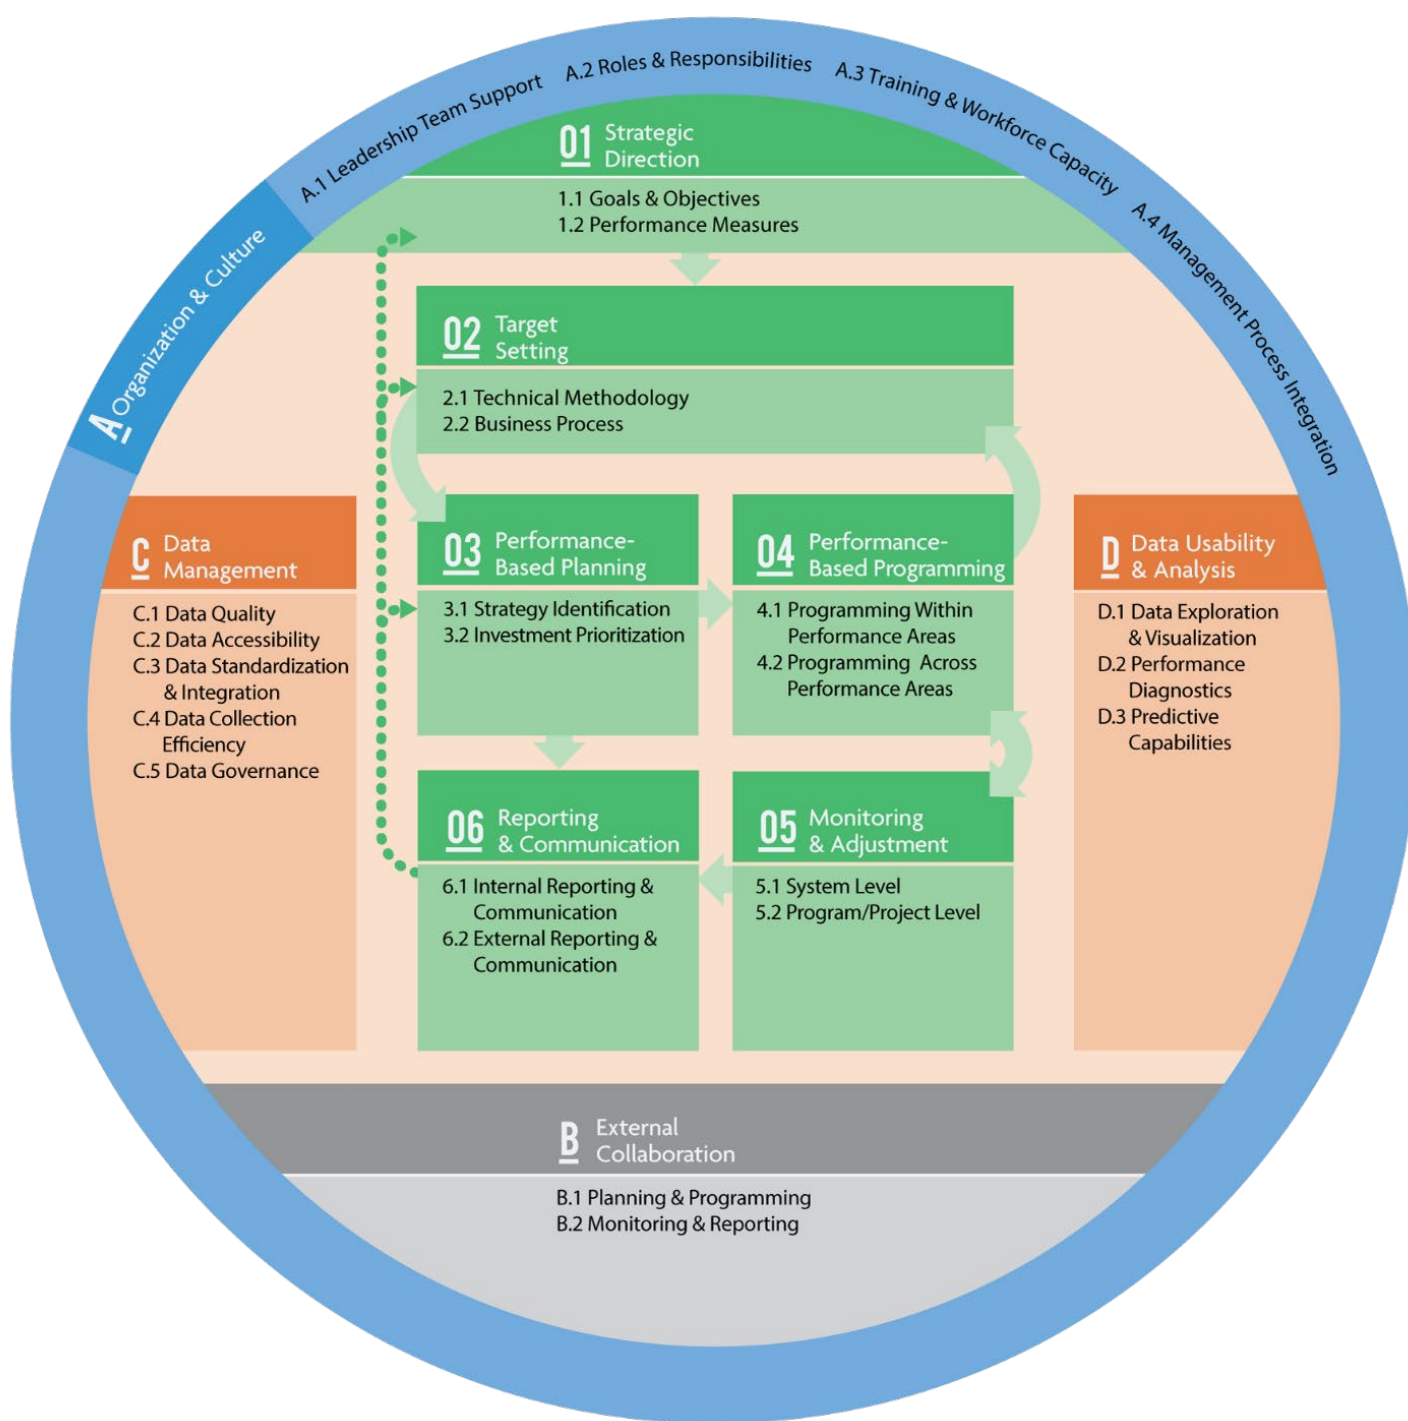 A.1 Leadership Team Support
A.2 Roles & Responsibilities
A.3 Training & Workforce Capacity
A.4 Management Process Integration
A Organization & Culture
01 Strategic
Direction
1.1 Goals & Objectives
1.2 Performance Measures
02 Target
Setting
2.1 Technical Methodology
2.2 Business Process
C Data
Management
C.1 Data Quality
C.2 Data Accessibility
C.3 Data Standardization
& Integration
C.4 Data Collection
Efficiency
C.5 Data Governance
03 Performance-
Based Planning
3.1 Strategy Identification
3.2 Investment Prioritization
04 Performance-
Based Programming
4.1 Programming Within
Performance Areas
4.2 Programming Across
Performance Areas
D Data Usability
& Analysis
D.1 Data Exploration
& Visualization
D.2 Performance
Diagnostics
D.3 Predictive
Capabilities
06 Reporting
& Communication
6.1 Internal Reporting &
Communication
6.2 External Reporting &
Communication
05 Monitoring
& Adjustment
5.1 System Level
5.2 Program/Project Level
B External
Collaboration
B.1 Planning & Programming
B.2 Monitoring & Reporting